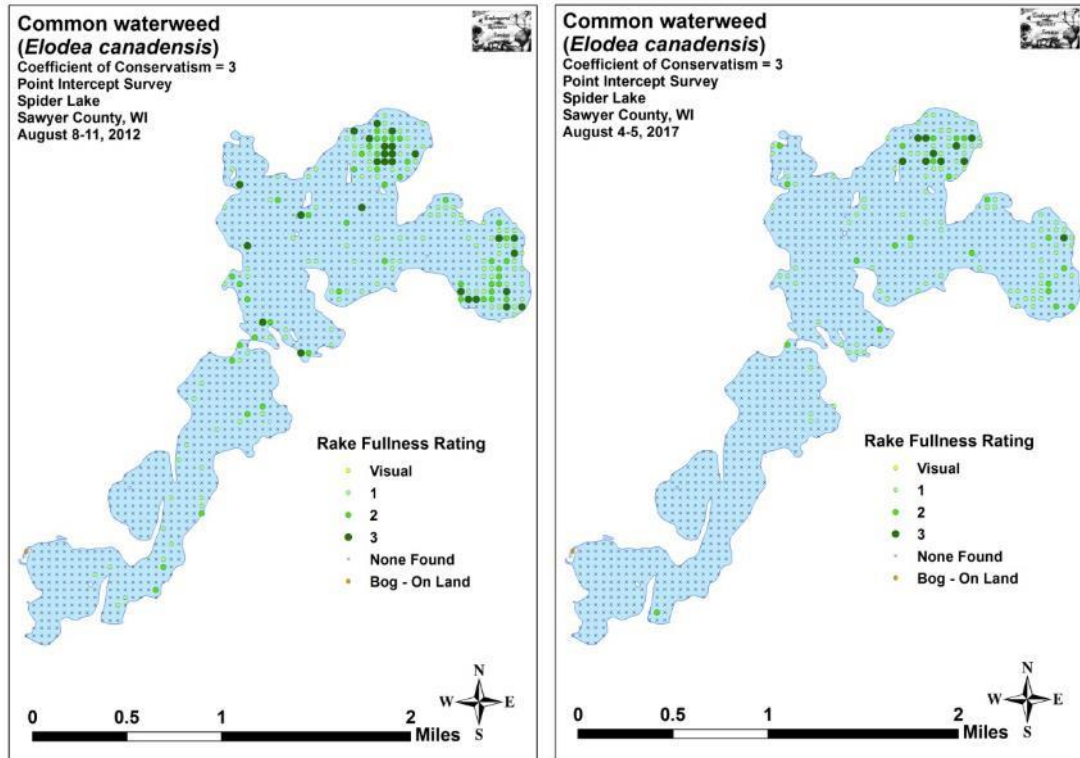 Common waterweed
(Elodea canadensis)
Coefficient of Conservatism = 3
Point Intercept Survey
Spider Lake
Sawyer County, WI
August 8-11, 2012
Endangered
Resource
Services
Rake Fullness Rating
Visual
1
2
3
None Found
Bog - On Land
N
W E
S
0 0.5 1 2
Miles
Common waterweed
(Elodea canadensis)
Coefficient of Conservatism = 3
Point Intercept Survey
Spider Lake
Sawyer County, WI
August 4-5, 2017
Rake Fullness Rating
Visual
1
2
3
None Found
Bog - On Land
N
W E
S
0 0.5 1 2
Miles